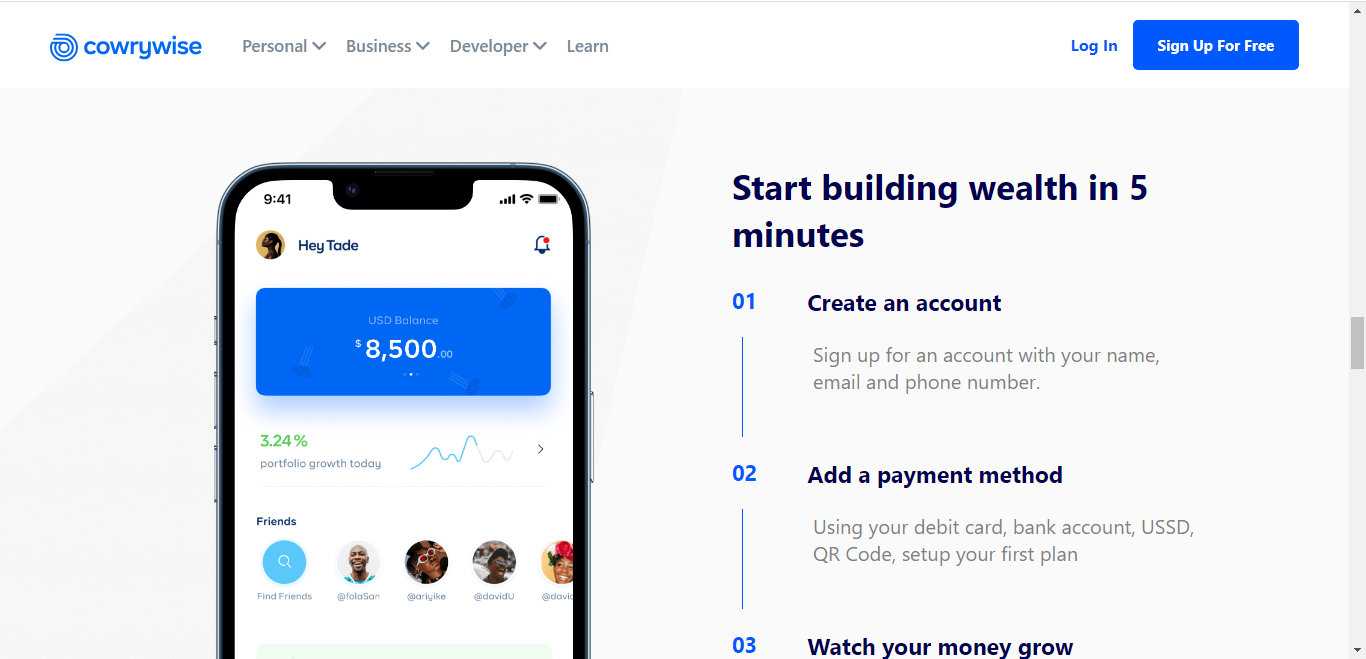 cowrywise
Personal
Business
Developer
Learn
Log In
Sign Up For Free
9:41
Hey Tade
USD Balance
$ 8,500.00
3.24%
portfolio growth today
Friends
Find Friends
@folaSan
@ariyike
@davidU
Start building wealth in 5
minutes
01
Create an account
Sign up for an account with your name,
email and phone number.
02
Add a payment method
Using your debit card, bank account, USSD,
QR Code, setup your first plan
03
Watch your money grow